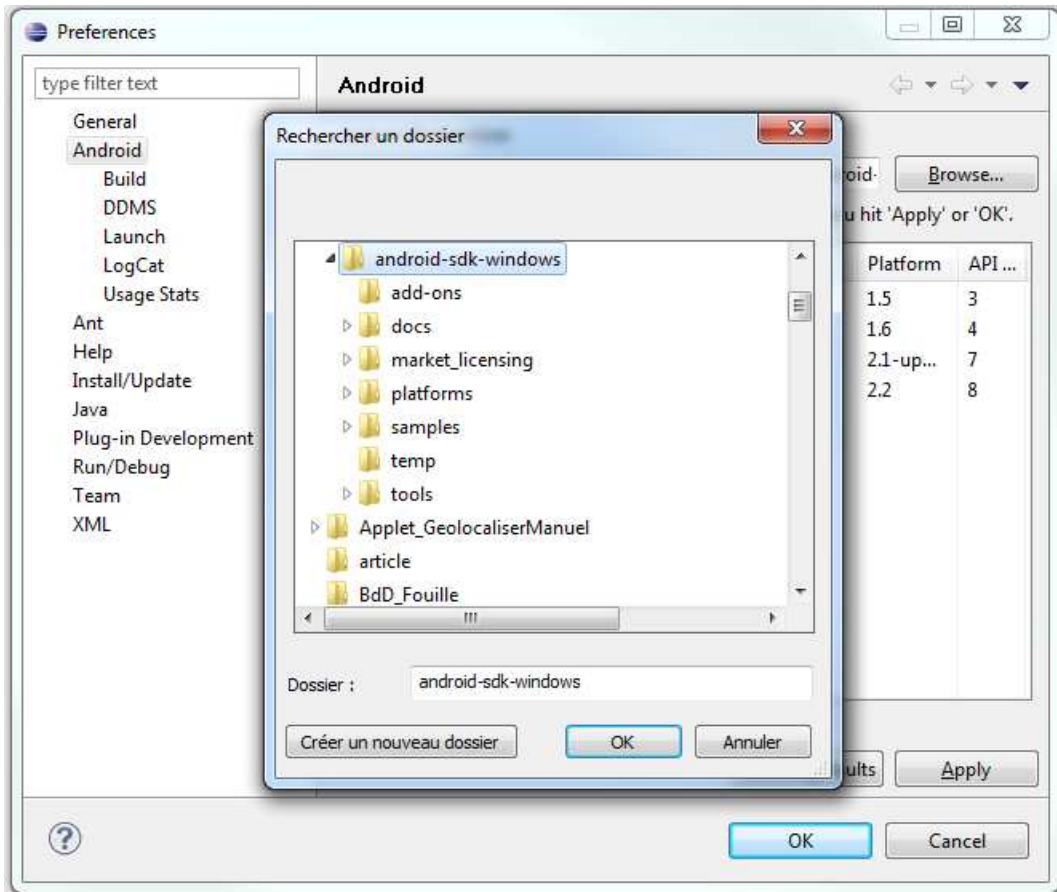 Preferences
type filter text
General
Android
Build
DDMS
Launch
LogCat
Usage Stats
Ant
Help
Install/Update
Java
Plug-in Development
Run/Debug
Team
XML
Android
Browse...
hit 'Apply' or 'OK'.
Platform API ...
1.5 3
1.6 4
2.1-up... 7
2.2 8
Apply
OK
Cancel
Rechercher un dossier
android-sdk-windows
add-ons
docs
market_licensing
platforms
samples
temp
tools
Applet_GeolocaliserManuel
article
BdD_Fouille
Dossier : android-sdk-windows
Créer un nouveau dossier
OK
Annuler